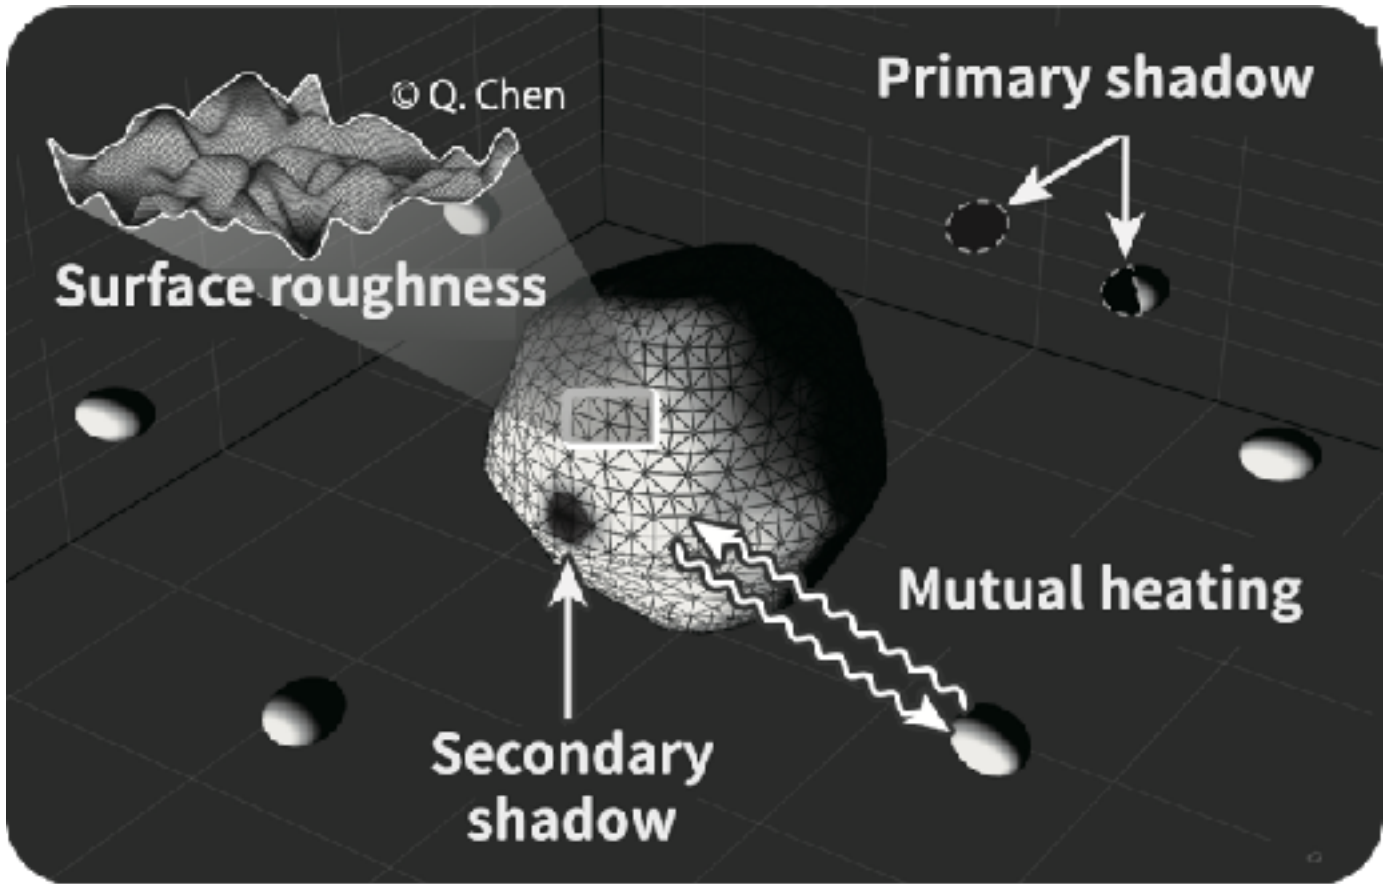 © Q. Chen
Primary shadow
Surface roughness
Mutual heating
Secondary
shadow